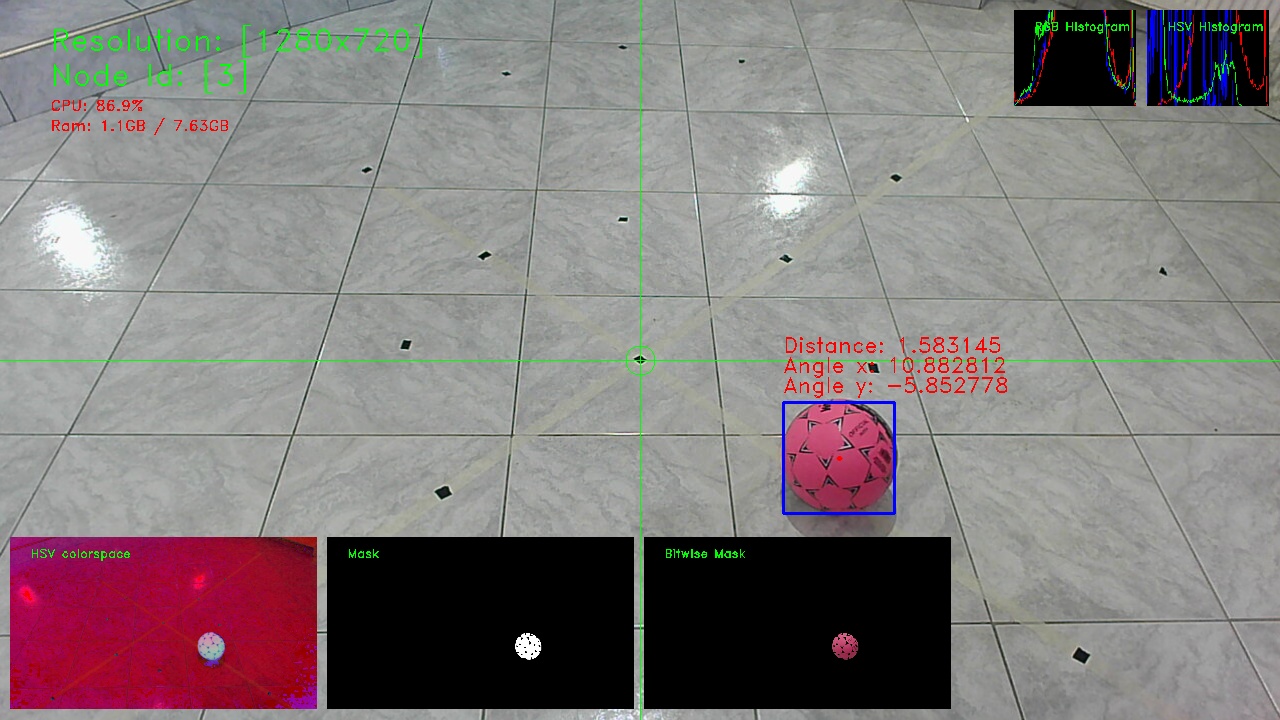 Resolution: [1280x720]
Node Id: [3]
CPU: 86.9%
Ram: 1.1GB / 7.63GB
RGB Histogram
HSV Histogram
Distance: 1.583145
Angle x: 10.882812
Angle y: -5.852778
HSV colorspace
Mask
Bitwise Mask